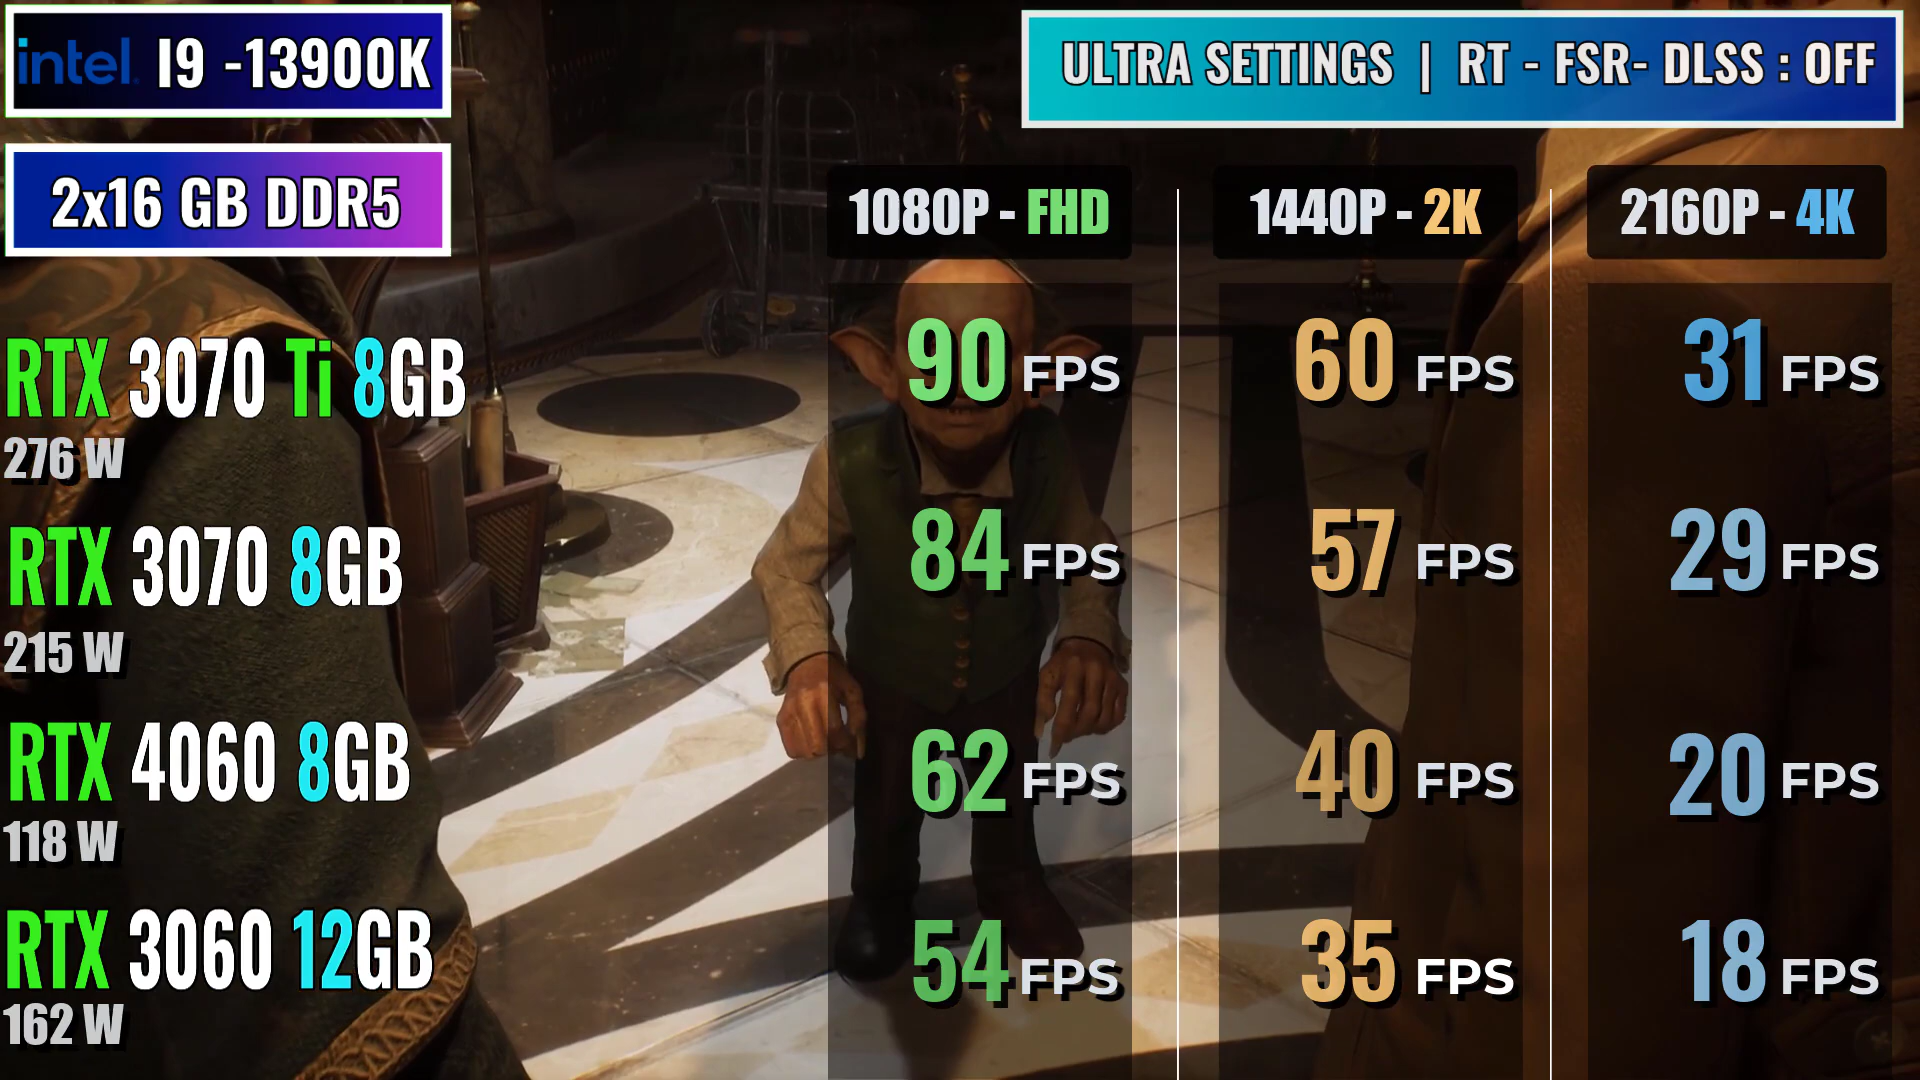 intel. I9 -13900K
ULTRA SETTINGS | RT - FSR- DLSS : OFF
2x16 GB DDR5
1080P - FHD
1440P - 2K
2160P - 4K
RTX 3070 Ti 8GB
90 FPS
60 FPS
31 FPS
276 W
RTX 3070 8GB
84 FPS
57 FPS
29 FPS
215 W
RTX 4060 8GB
62 FPS
40 FPS
20 FPS
118 W
RTX 3060 12GB
54 FPS
35 FPS
18 FPS
162 W